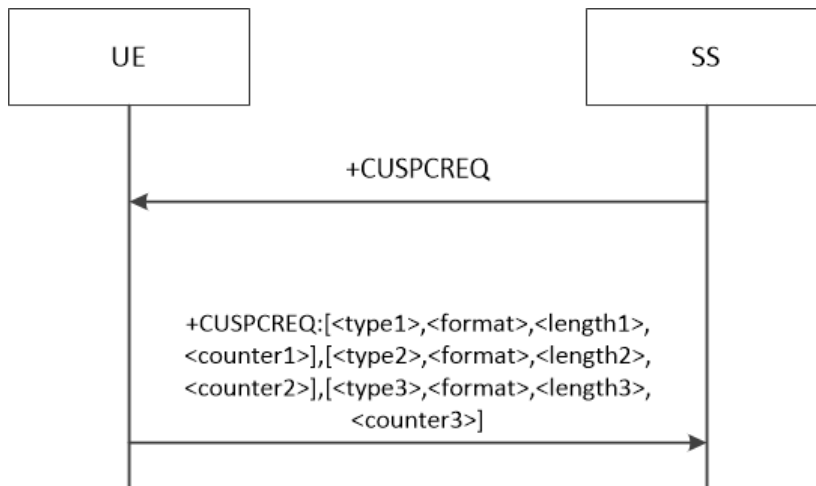 UE
SS
+CUSPCREQ
+CUSPCREQ:[<type1>,<format>,<length1>,
<counter1>],[<type2>,<format>,<length2>,
<counter2>],[<type3>,<format>,<length3>,
<counter3>]